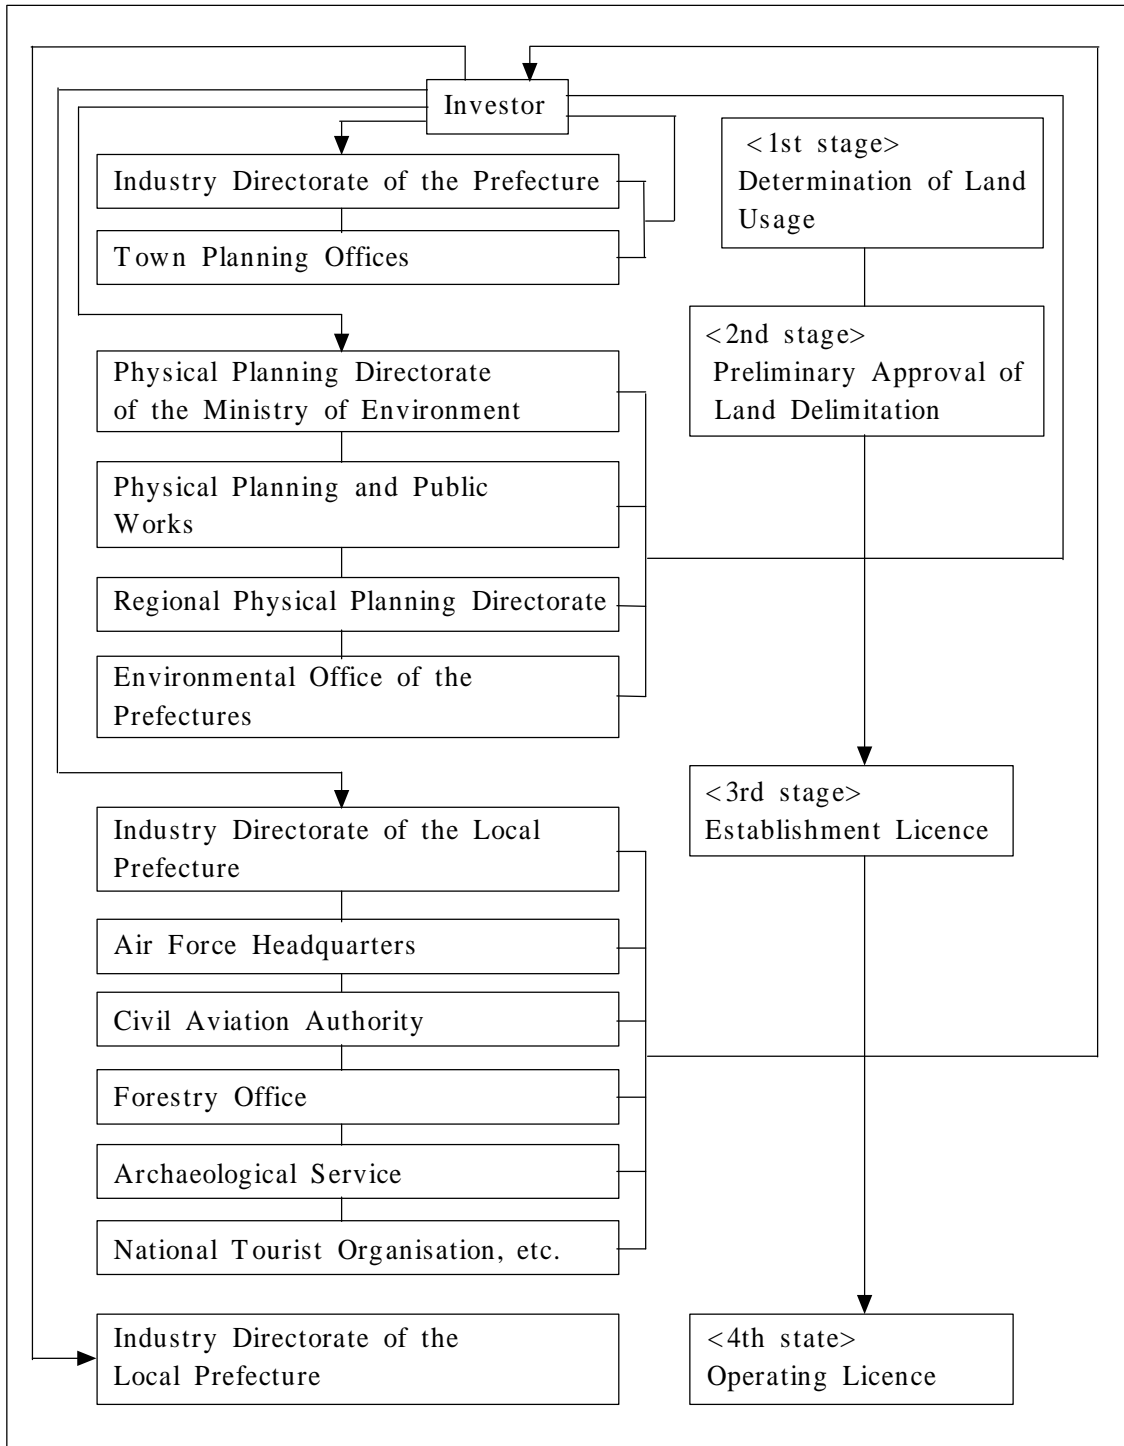 Investor
Industry Directorate of the Prefecture
Town Planning Offices
Physical Planning Directorate
of the Ministry of Environment
Physical Planning and Public
Works
Regional Physical Planning Directorate
Environmental Office of the
Prefectures
Industry Directorate of the Local
Prefecture
Air Force Headquarters
Civil Aviation Authority
Forestry Office
Archaeological Service
National Tourist Organisation, etc.
Industry Directorate of the
Local Prefecture
<1st stage>
Determination of Land
Usage
<2nd stage>
Preliminary Approval of
Land Delimitation
<3rd stage>
Establishment Licence
<4th state>
Operating Licence